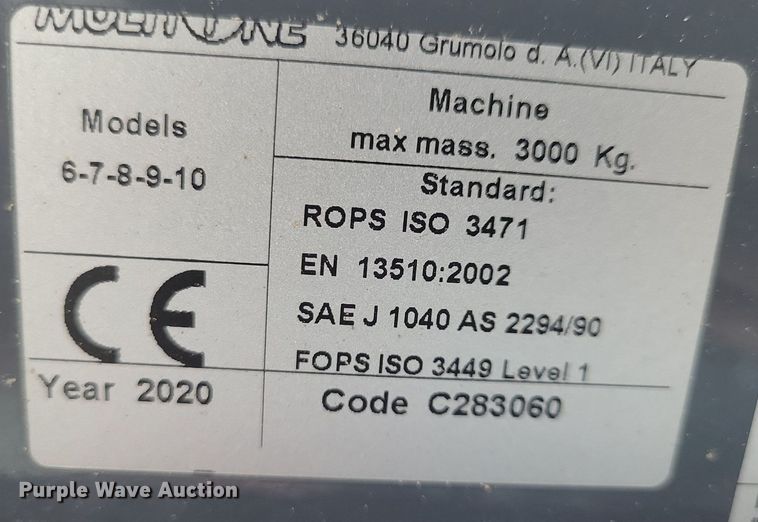 MULTIONE 36040 Grumolo d. A.(VI) ITALY
Models
6-7-8-9-10
Machine
max mass. 3000 Kg.
Standard:
ROPS ISO 3471
EN 13510:2002
SAE J 1040 AS 2294/90
FOPS ISO 3449 Level 1
CE
Year 2020
Code C283060
Purple Wave Auction